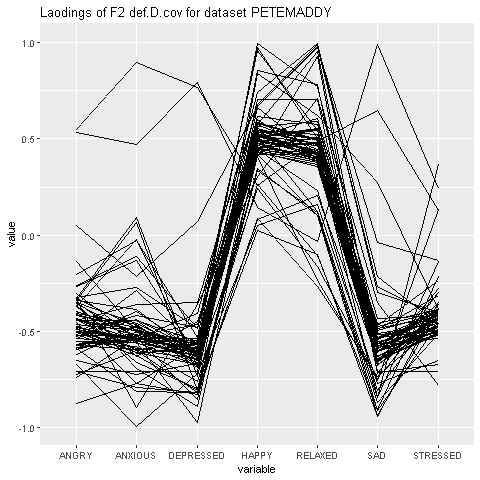 Laodings of F2 def.D.cov for dataset PETEMADDY
1.0
0.5
0.0
-0.5
-1.0
value
ANGRY ANXIOUS DEPRESSED HAPPY RELAXED SAD STRESSED
variable